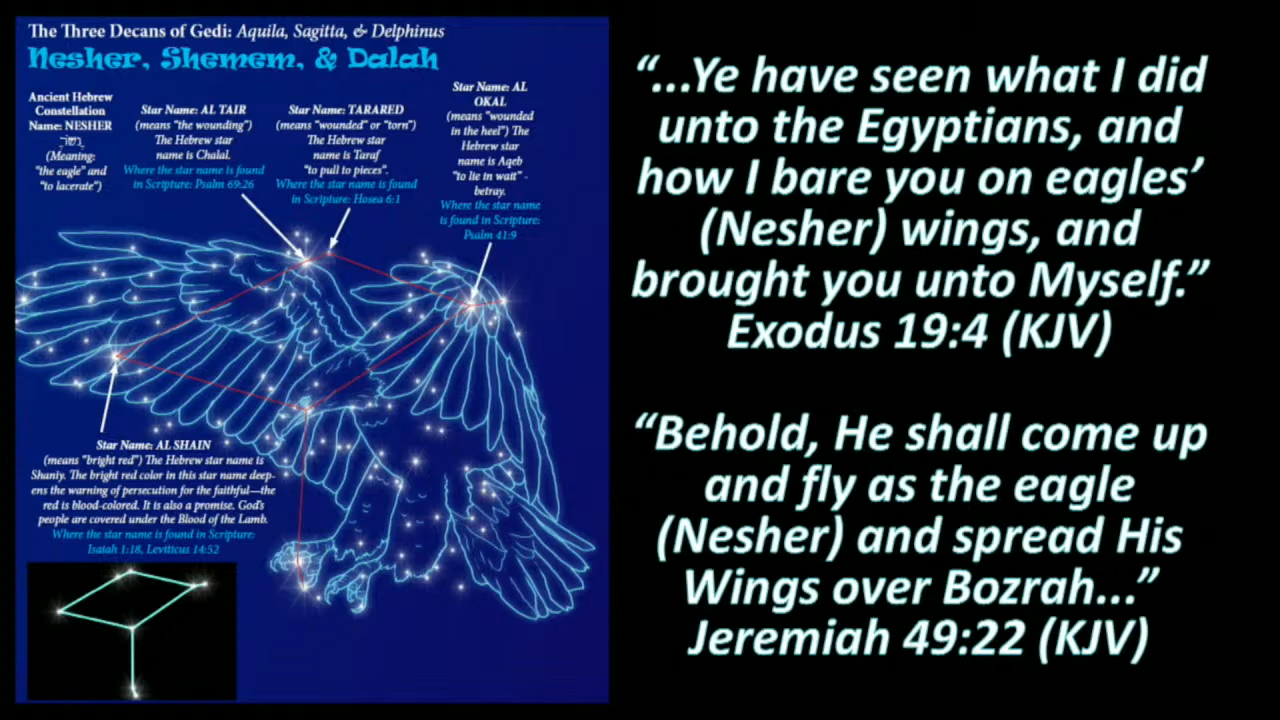 The Three Decans of Gedi: Aquila, Sagitta, & Delphinus
Nesher, Shemem, & Dalah
Ancient Hebrew
Constellation
Name: NESHER
(Meaning:
"the eagle" and
"to lacerate")
Star Name: AL TAIR
(means "the wounding")
The Hebrew star
name is Chalal.
Where the star name is found
in Scripture: Psalm 69:26
Star Name: TARARED
(means "wounded" or "torn")
The Hebrew star
name is Taraf
"to pull to pieces".
Where the star name is found
in Scripture: Hosea 6:1
Star Name: AL
OKAL
(means "wounded
in the heel") The
Hebrew star
name is Aqeb
"to lie in wait" -
betray.
Where the star name
is found in Scripture:
Psalm 41:9
Star Name: AL SHAIN
(means "bright red") The Hebrew star name is
Shaniy. The bright red color in this star name deep-
ens the warning of persecution for the faithful—the
red is blood-colored. It is also a promise. God's
people are covered under the Blood of the Lamb.
Where the star name is found in Scripture:
Isaiah 1:18, Leviticus 14:52
“...Ye have seen what I did
unto the Egyptians, and
how I bare you on eagles’
(Nesher) wings, and
brought you unto Myself.”
Exodus 19:4 (KJV)
“Behold, He shall come up
and fly as the eagle
(Nesher) and spread His
Wings over Bozrah...”
Jeremiah 49:22 (KJV)